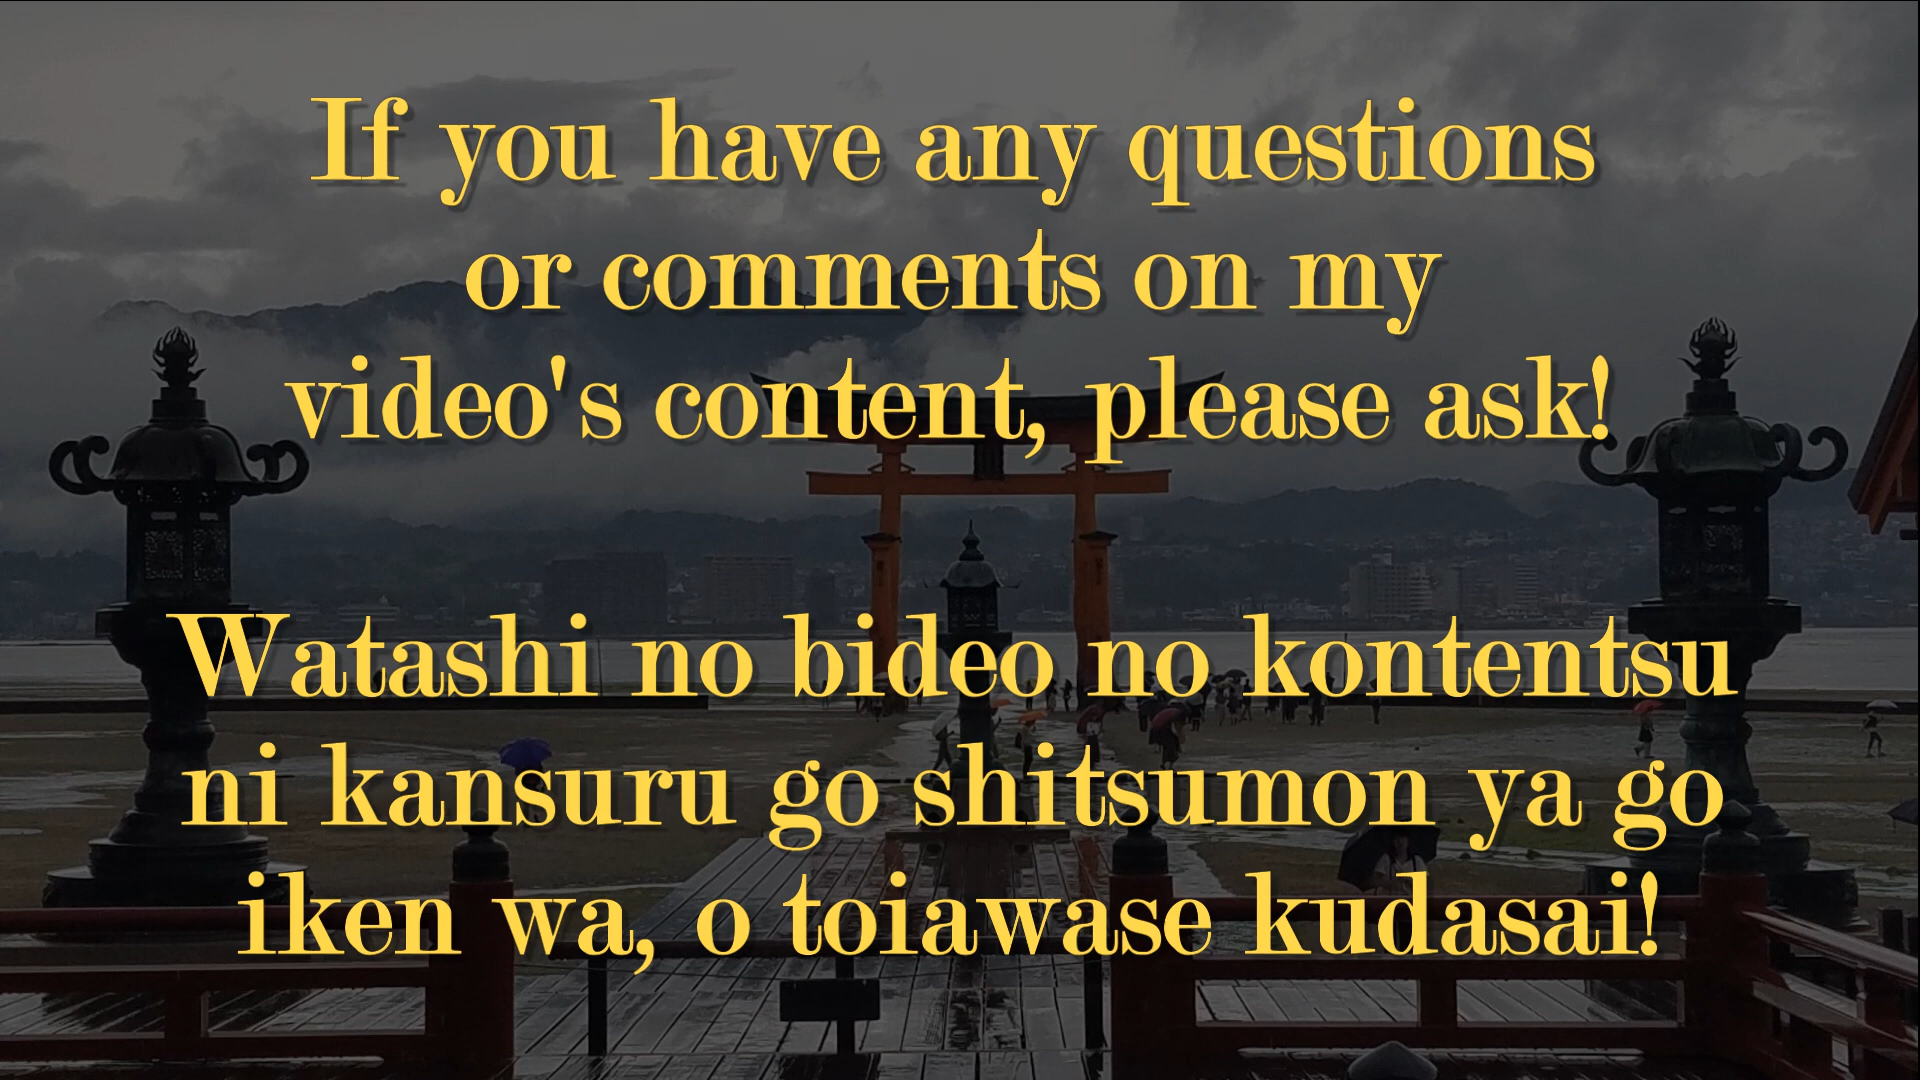 If you have any questions
or comments on my
video's content, please ask!
Watashi no bideo no kontentsu
ni kansuru go shitsumon ya go
iken wa, o toiawase kudasai!